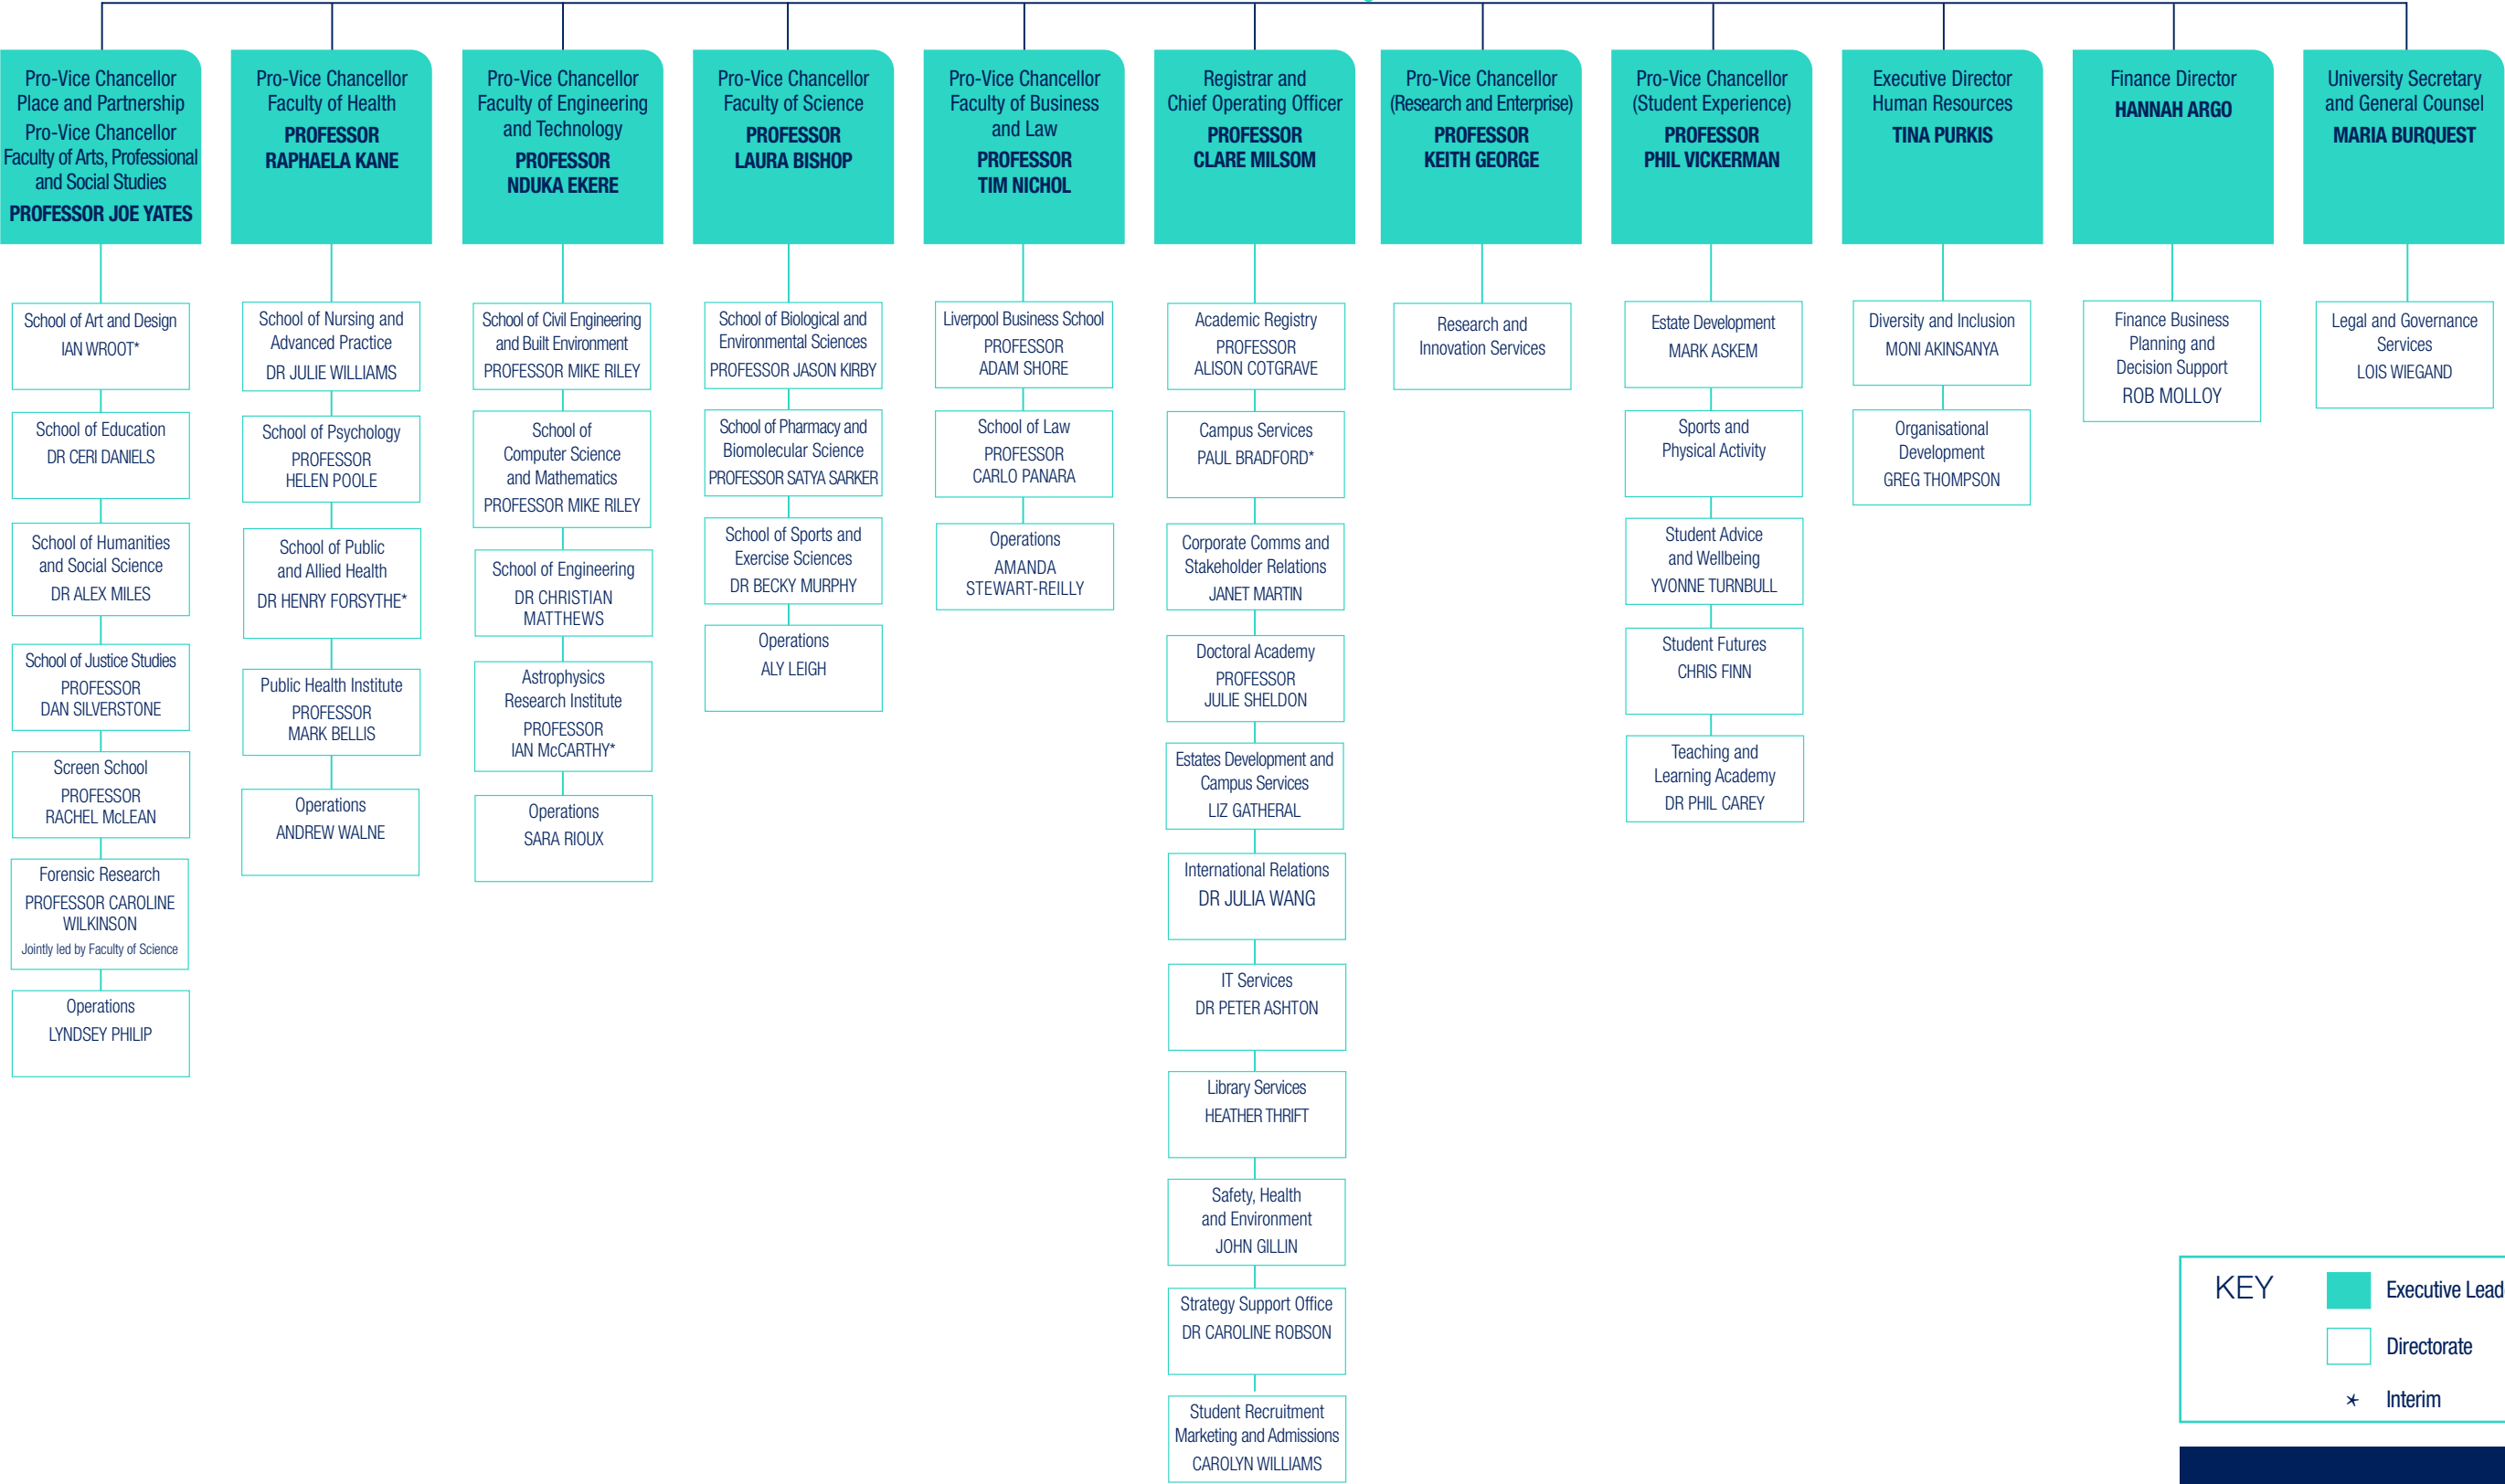 Pro-Vice Chancellor
Place and Partnership
Pro-Vice Chancellor
Faculty of Arts, Professional
and Social Studies
PROFESSOR JOE YATES
School of Art and Design
IAN WROOT*
School of Education
DR CERI DANIELS
School of Humanities
and Social Science
DR ALEX MILES
School of Justice Studies
PROFESSOR
DAN SILVERSTONE
Screen School
PROFESSOR
RACHEL McLEAN
Forensic Research
PROFESSOR CAROLINE
WILKINSON
Jointly led by Faculty of Science
Operations
LYNDSEY PHILIP
Pro-Vice Chancellor
Faculty of Health
PROFESSOR
RAPHAELA KANE
School of Nursing and
Advanced Practice
DR JULIE WILLIAMS
School of Psychology
PROFESSOR
HELEN POOLE
School of Public
and Allied Health
DR HENRY FORSYTHE*
Public Health Institute
PROFESSOR
MARK BELLIS
Operations
ANDREW WALNE
Pro-Vice Chancellor
Faculty of Engineering
and Technology
PROFESSOR
NDUKA EKERE
School of Civil Engineering
and Built Environment
PROFESSOR MIKE RILEY
School of
Computer Science
and Mathematics
PROFESSOR MIKE RILEY
School of Engineering
DR CHRISTIAN
MATTHEWS
Astrophysics
Research Institute
PROFESSOR
IAN McCARTHY*
Operations
SARA RIOUX
Pro-Vice Chancellor
Faculty of Science
PROFESSOR
LAURA BISHOP
School of Biological and
Environmental Sciences
PROFESSOR JASON KIRBY
School of Pharmacy and
Biomolecular Science
PROFESSOR SATYA SARKER
School of Sports and
Exercise Sciences
DR BECKY MURPHY
Operations
ALY LEIGH
Pro-Vice Chancellor
Faculty of Business
and Law
PROFESSOR
TIM NICHOL
Liverpool Business School
PROFESSOR
ADAM SHORE
School of Law
PROFESSOR
CARLO PANARA
Operations
AMANDA
STEWART-REILLY
Registrar and
Chief Operating Officer
PROFESSOR
CLARE MILSOM
Academic Registry
PROFESSOR
ALISON COTGRAVE
Campus Services
PAUL BRADFORD*
Corporate Comms and
Stakeholder Relations
JANET MARTIN
Doctoral Academy
PROFESSOR
JULIE SHELDON
Estates Development and
Campus Services
LIZ GATHERAL
International Relations
DR JULIA WANG
IT Services
DR PETER ASHTON
Library Services
HEATHER THRIFT
Safety, Health
and Environment
JOHN GILLIN
Strategy Support Office
DR CAROLINE ROBSON
Student Recruitment
Marketing and Admissions
CAROLYN WILLIAMS
Pro-Vice Chancellor
(Research and Enterprise)
PROFESSOR
KEITH GEORGE
Research and
Innovation Services
Pro-Vice Chancellor
(Student Experience)
PROFESSOR
PHIL VICKERMAN
Estate Development
MARK ASKEM
Sports and
Physical Activity
Student Advice
and Wellbeing
YVONNE TURNBULL
Student Futures
CHRIS FINN
Teaching and
Learning Academy
DR PHIL CAREY
Executive Director
Human Resources
TINA PURKIS
Diversity and Inclusion
MONI AKINSANYA
Organisational
Development
GREG THOMPSON
Finance Director
HANNAH ARGO
Finance Business
Planning and
Decision Support
ROB MOLLOY
University Secretary
and General Counsel
MARIA BURQUEST
Legal and Governance
Services
LOIS WIEGAND
KEY
Executive Lead
Directorate
* Interim